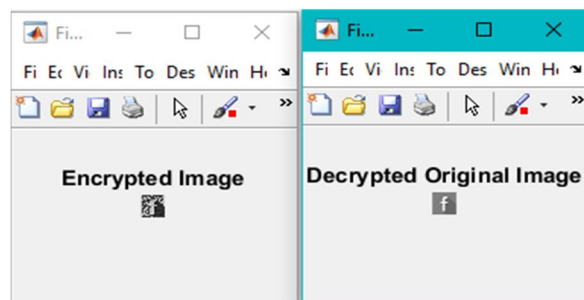 Fi...
Fi Ec Vi Ins To Des Win He
Encrypted Image
Fi...
Fi Ec Vi Ins To Des Win He
Decrypted Original Image
f